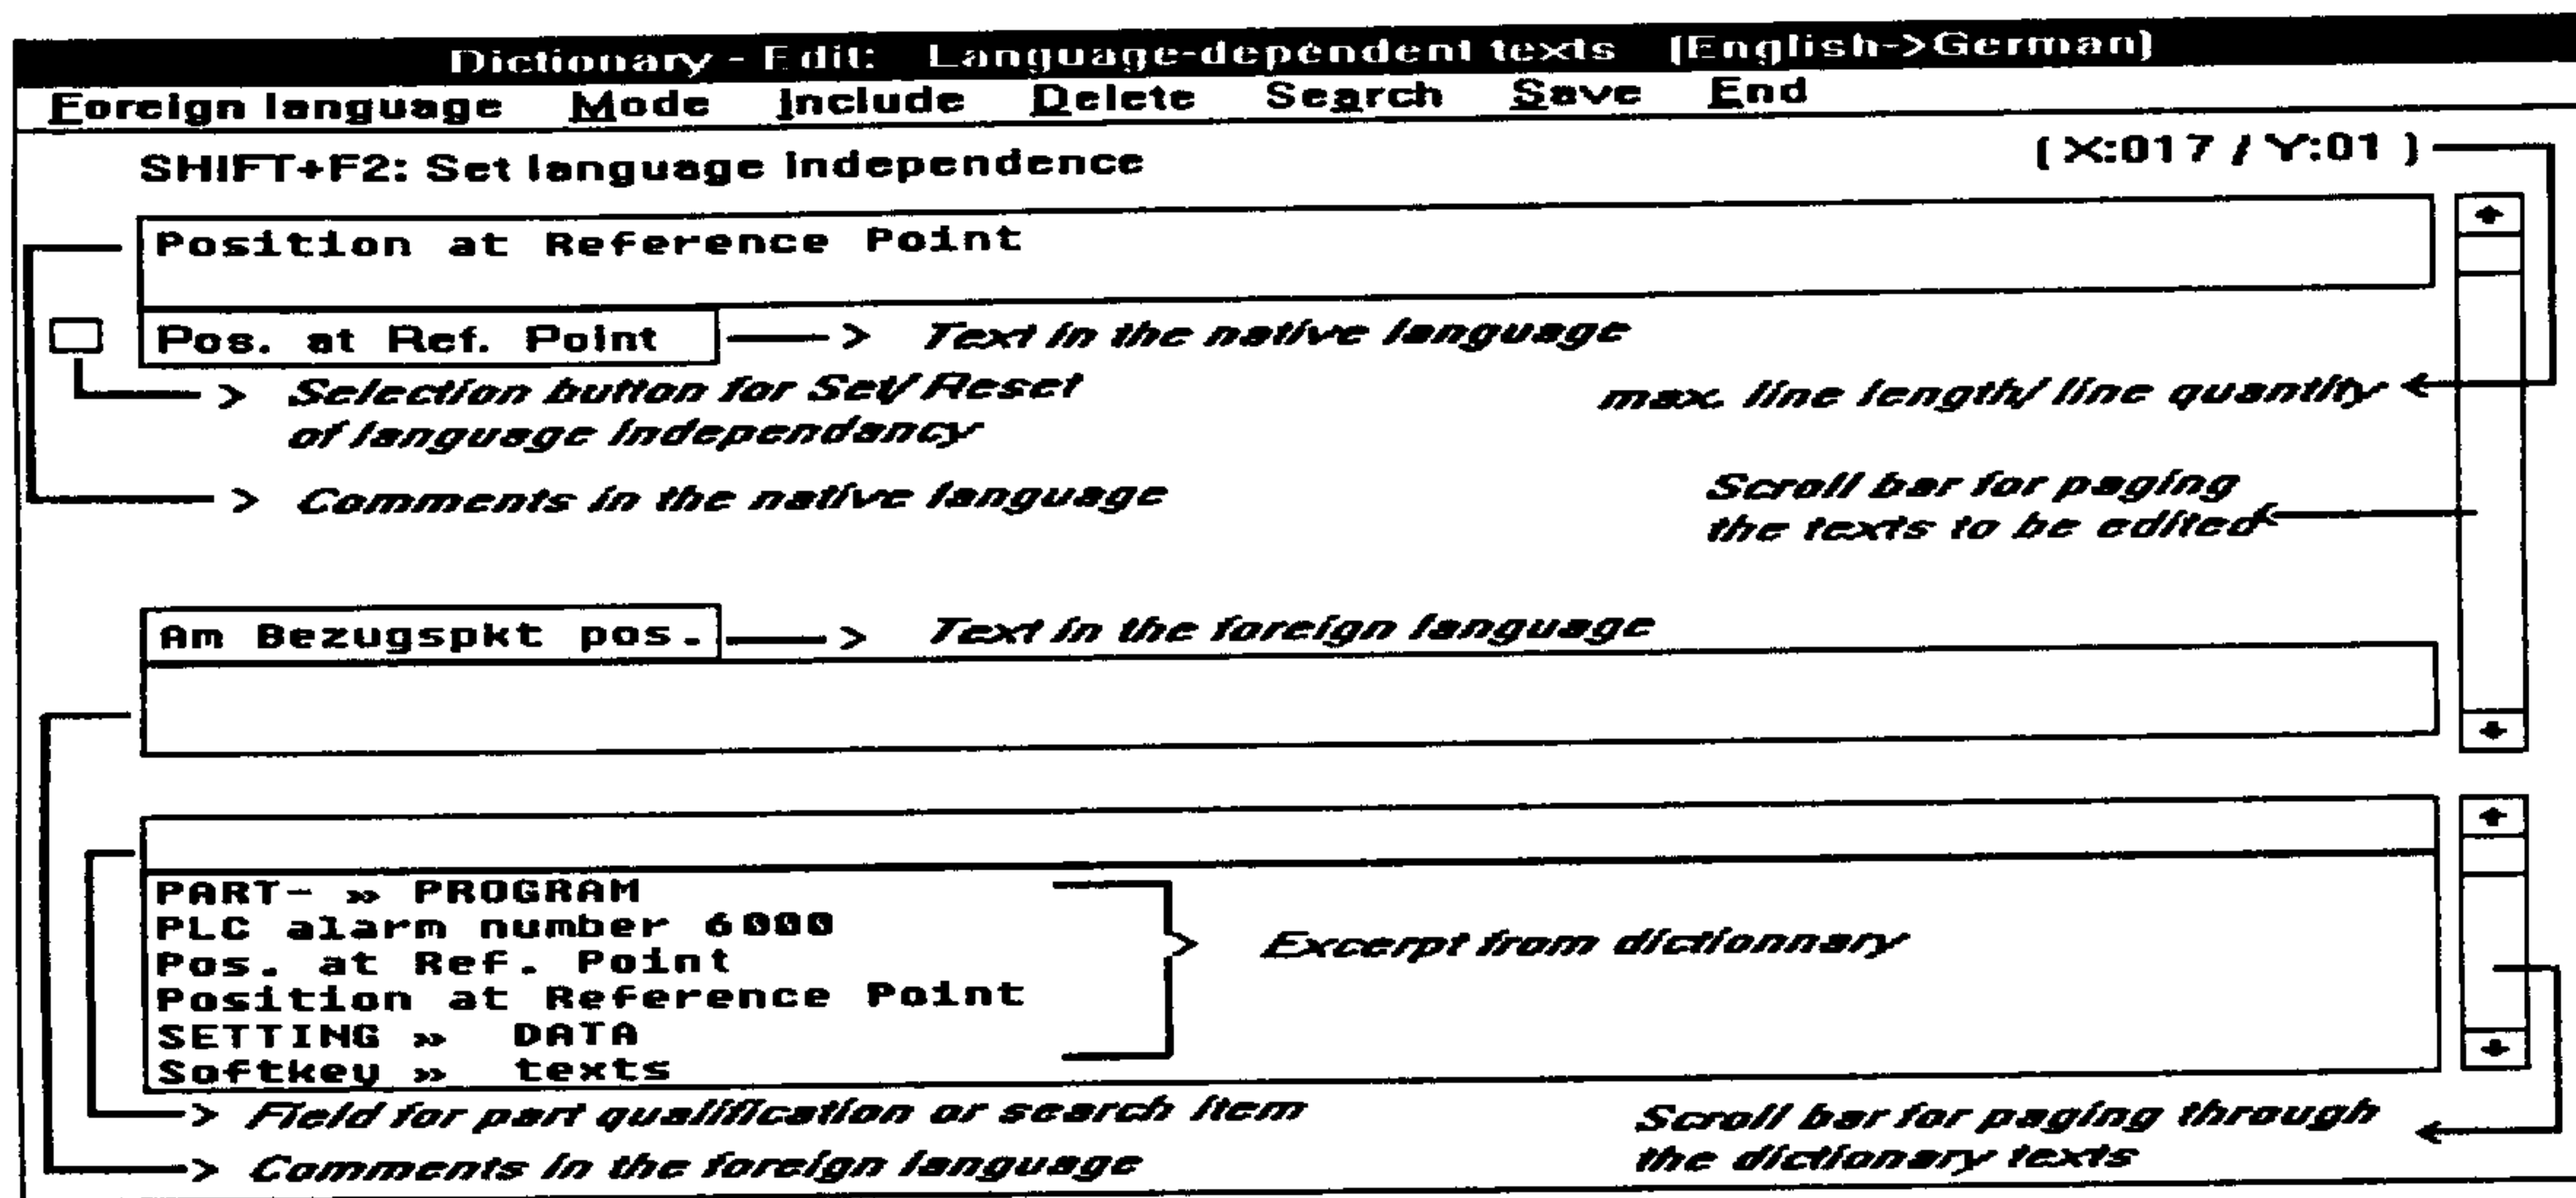 Dictionary - Edit: Language-dependent texts (English->German)
Foreign language Mode Include Delete Search Save End
SHIFT+F2: Set language independence
( X:017 / Y:01 )
Position at Reference Point
Pos. at Ref. Point
> Text in the native language
> Selection button for Set/Reset
of language independancy
max. line length/line quantity
> Comments in the native language
Scroll bar for paging
the texts to be edited
Am Bezugspkt pos.
> Text in the foreign language
PART- » PROGRAM
PLC alarm number 6000
Pos. at Ref. Point
Position at Reference Point
SETTING » DATA
Softkey » texts
> Excerpt from dictionnary
> Field for part qualification or search item
Scroll bar for paging through
the dictionary texts
> Comments in the foreign language